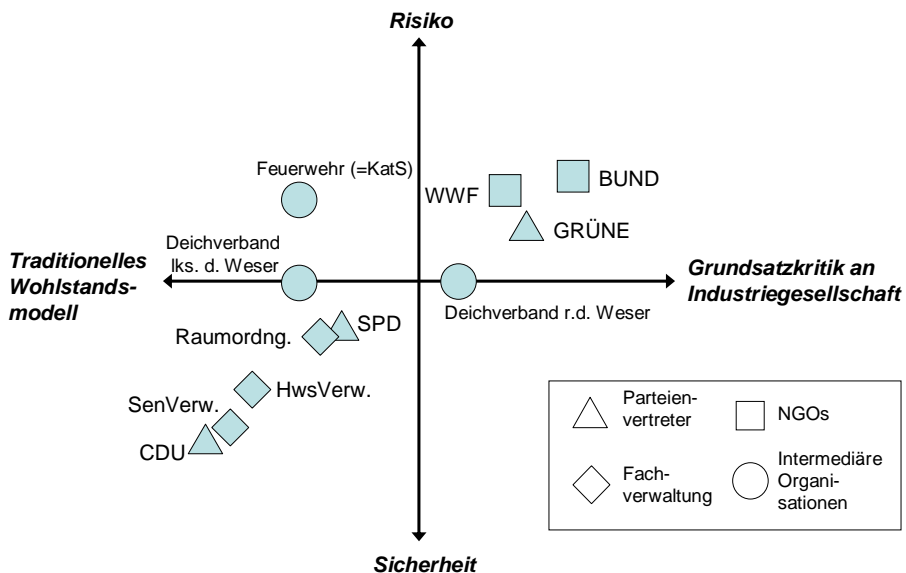 Risiko
Feuerwehr (=KatS)
WWF
BUND
GRÜNE
Deichverband
lks. d. Weser
Traditionelles
Wohlstands-
modell
Grundsatzkritik an
Industriegesellschaft
Deichverband r.d. Weser
SPD
Raumordng.
HwsVerw.
SenVerw.
CDU
Parteien-
vertreter
NGOs
Fach-
verwaltung
Intermediäre
Organi-
sationen
Sicherheit